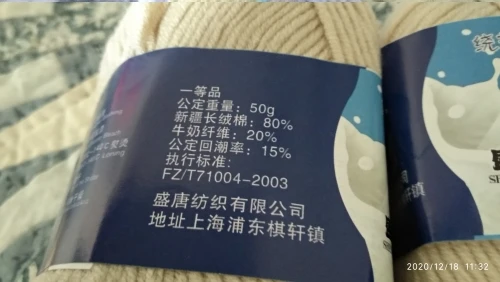 一等品
公定重量：50g
新疆长绒棉：80%
牛奶纤维：20%
公定回潮率：15%
执行标准：
FZ/T71004-2003
盛唐纺织有限公司
地址上海浦东棋轩镇
2020/12/18 11:32